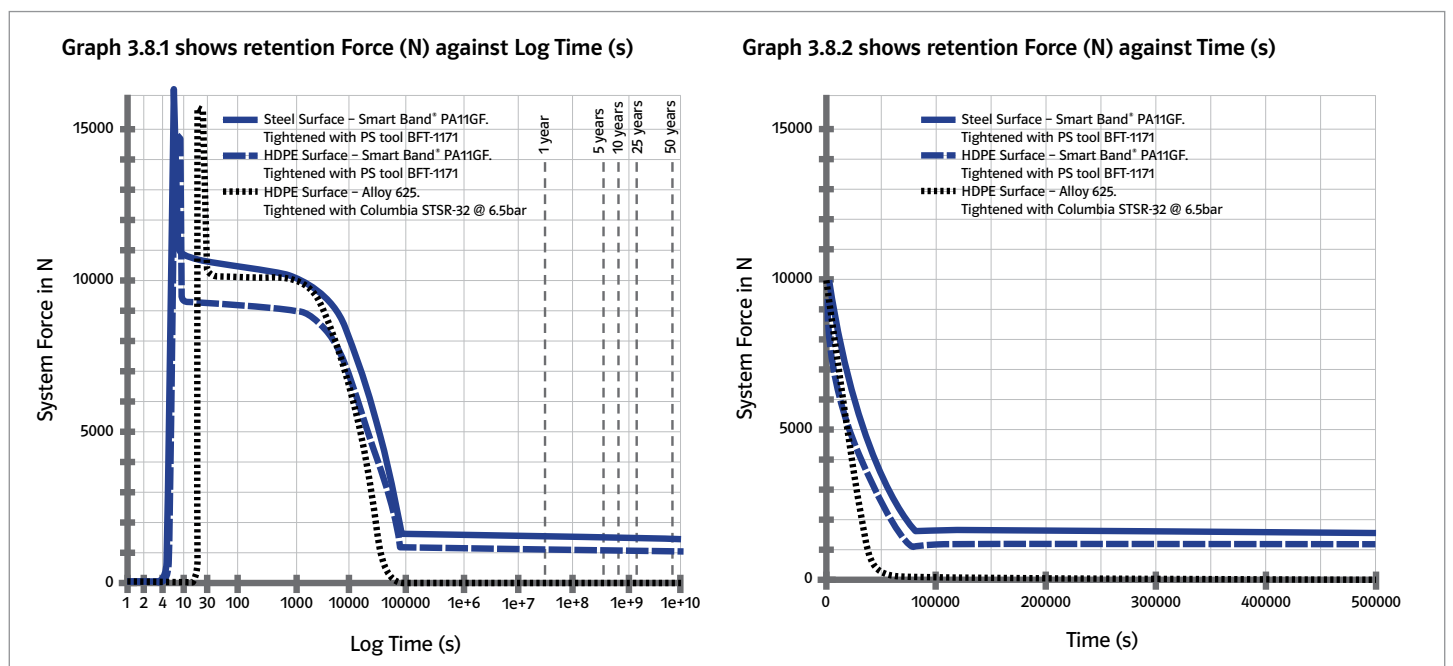 Graph 3.8.1 shows retention Force (N) against Log Time (s)
15000
10000
5000
0
System Force in N
Steel Surface – Smart Band® PA11GF.
Tightened with PS tool BFT-1171
HDPE Surface – Smart Band® PA11GF.
Tightened with PS tool BFT-1171
HDPE Surface – Alloy 625.
Tightened with Columbia STSR-32 @ 6.5bar
1 year
5 years
10 years
25 years
50 years
1 2 4 10 30 100 1000 10000 100000 1e+6 1e+7 1e+8 1e+9 1e+10
Log Time (s)
Graph 3.8.2 shows retention Force (N) against Time (s)
15000
10000
5000
0
System Force in N
Steel Surface – Smart Band® PA11GF.
Tightened with PS tool BFT-1171
HDPE Surface – Smart Band® PA11GF.
Tightened with PS tool BFT-1171
HDPE Surface – Alloy 625.
Tightened with Columbia STSR-32 @ 6.5bar
0 100000 200000 300000 400000 500000
Time (s)